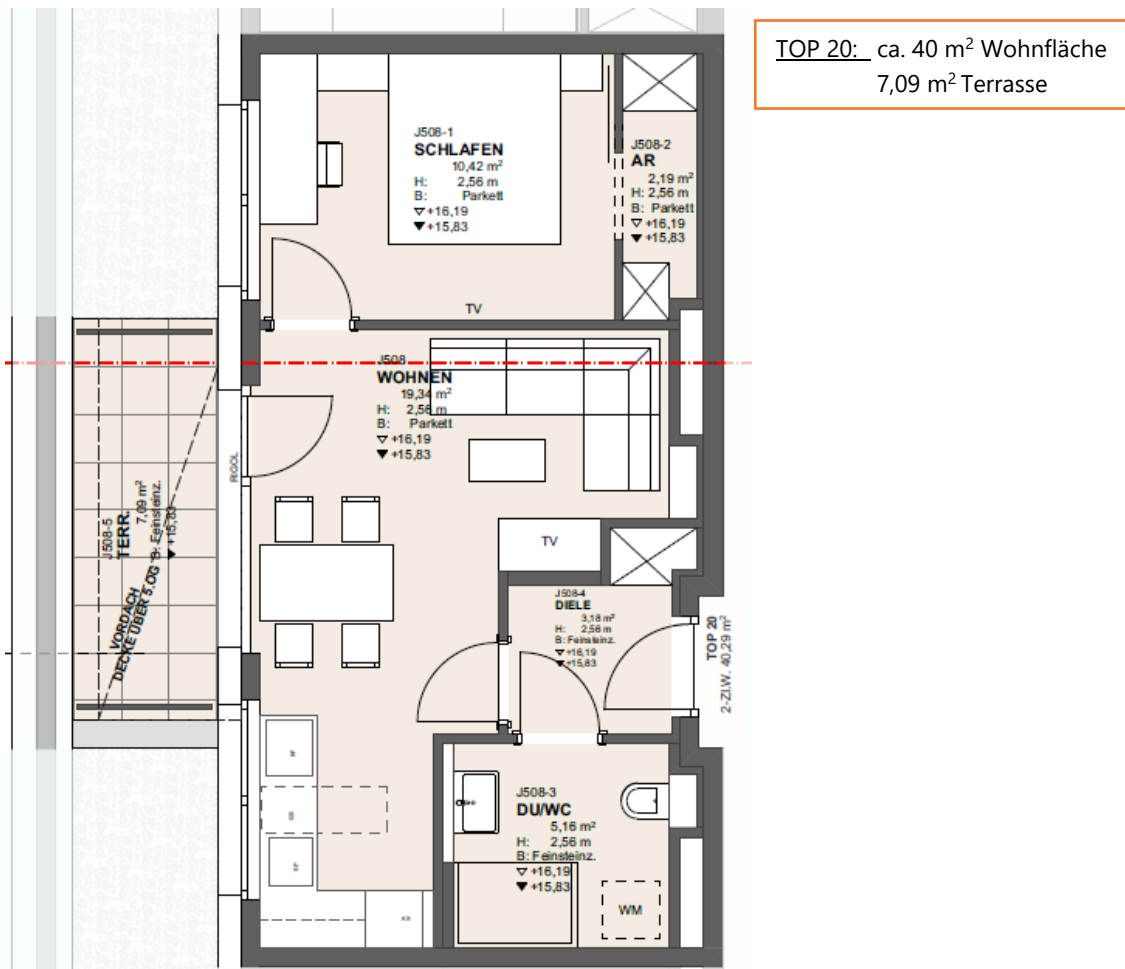 TOP 20: ca. 40 m² Wohnfläche
7,09 m² Terrasse
J508-1
SCHLAFEN
10,42 m²
H: 2,56 m
B: Parkett
▽ +16,19
▼ +15,83
J508-2
AR
2,19 m²
H: 2,56 m
B: Parkett
▽ +16,19
▼ +15,83
TV
J508
WOHNEN
19,34 m²
H: 2,56 m
B: Parkett
▽ +16,19
▼ +15,83
RIGOL
J508-5
TERR.
7,09 m²
B: Feinsteinz.
▼ +15,83
VORDACH
DECKE ÜBER 5.OG
TV
J508-4
DIELE
3,18 m²
H: 2,56 m
B: Feinsteinz.
▽ +16,19
▼ +15,83
TOP 20
2-ZI.W. 40,29 m²
J508-3
DU/WC
5,16 m²
H: 2,56 m
B: Feinsteinz.
▽ +16,19
▼ +15,83
WM